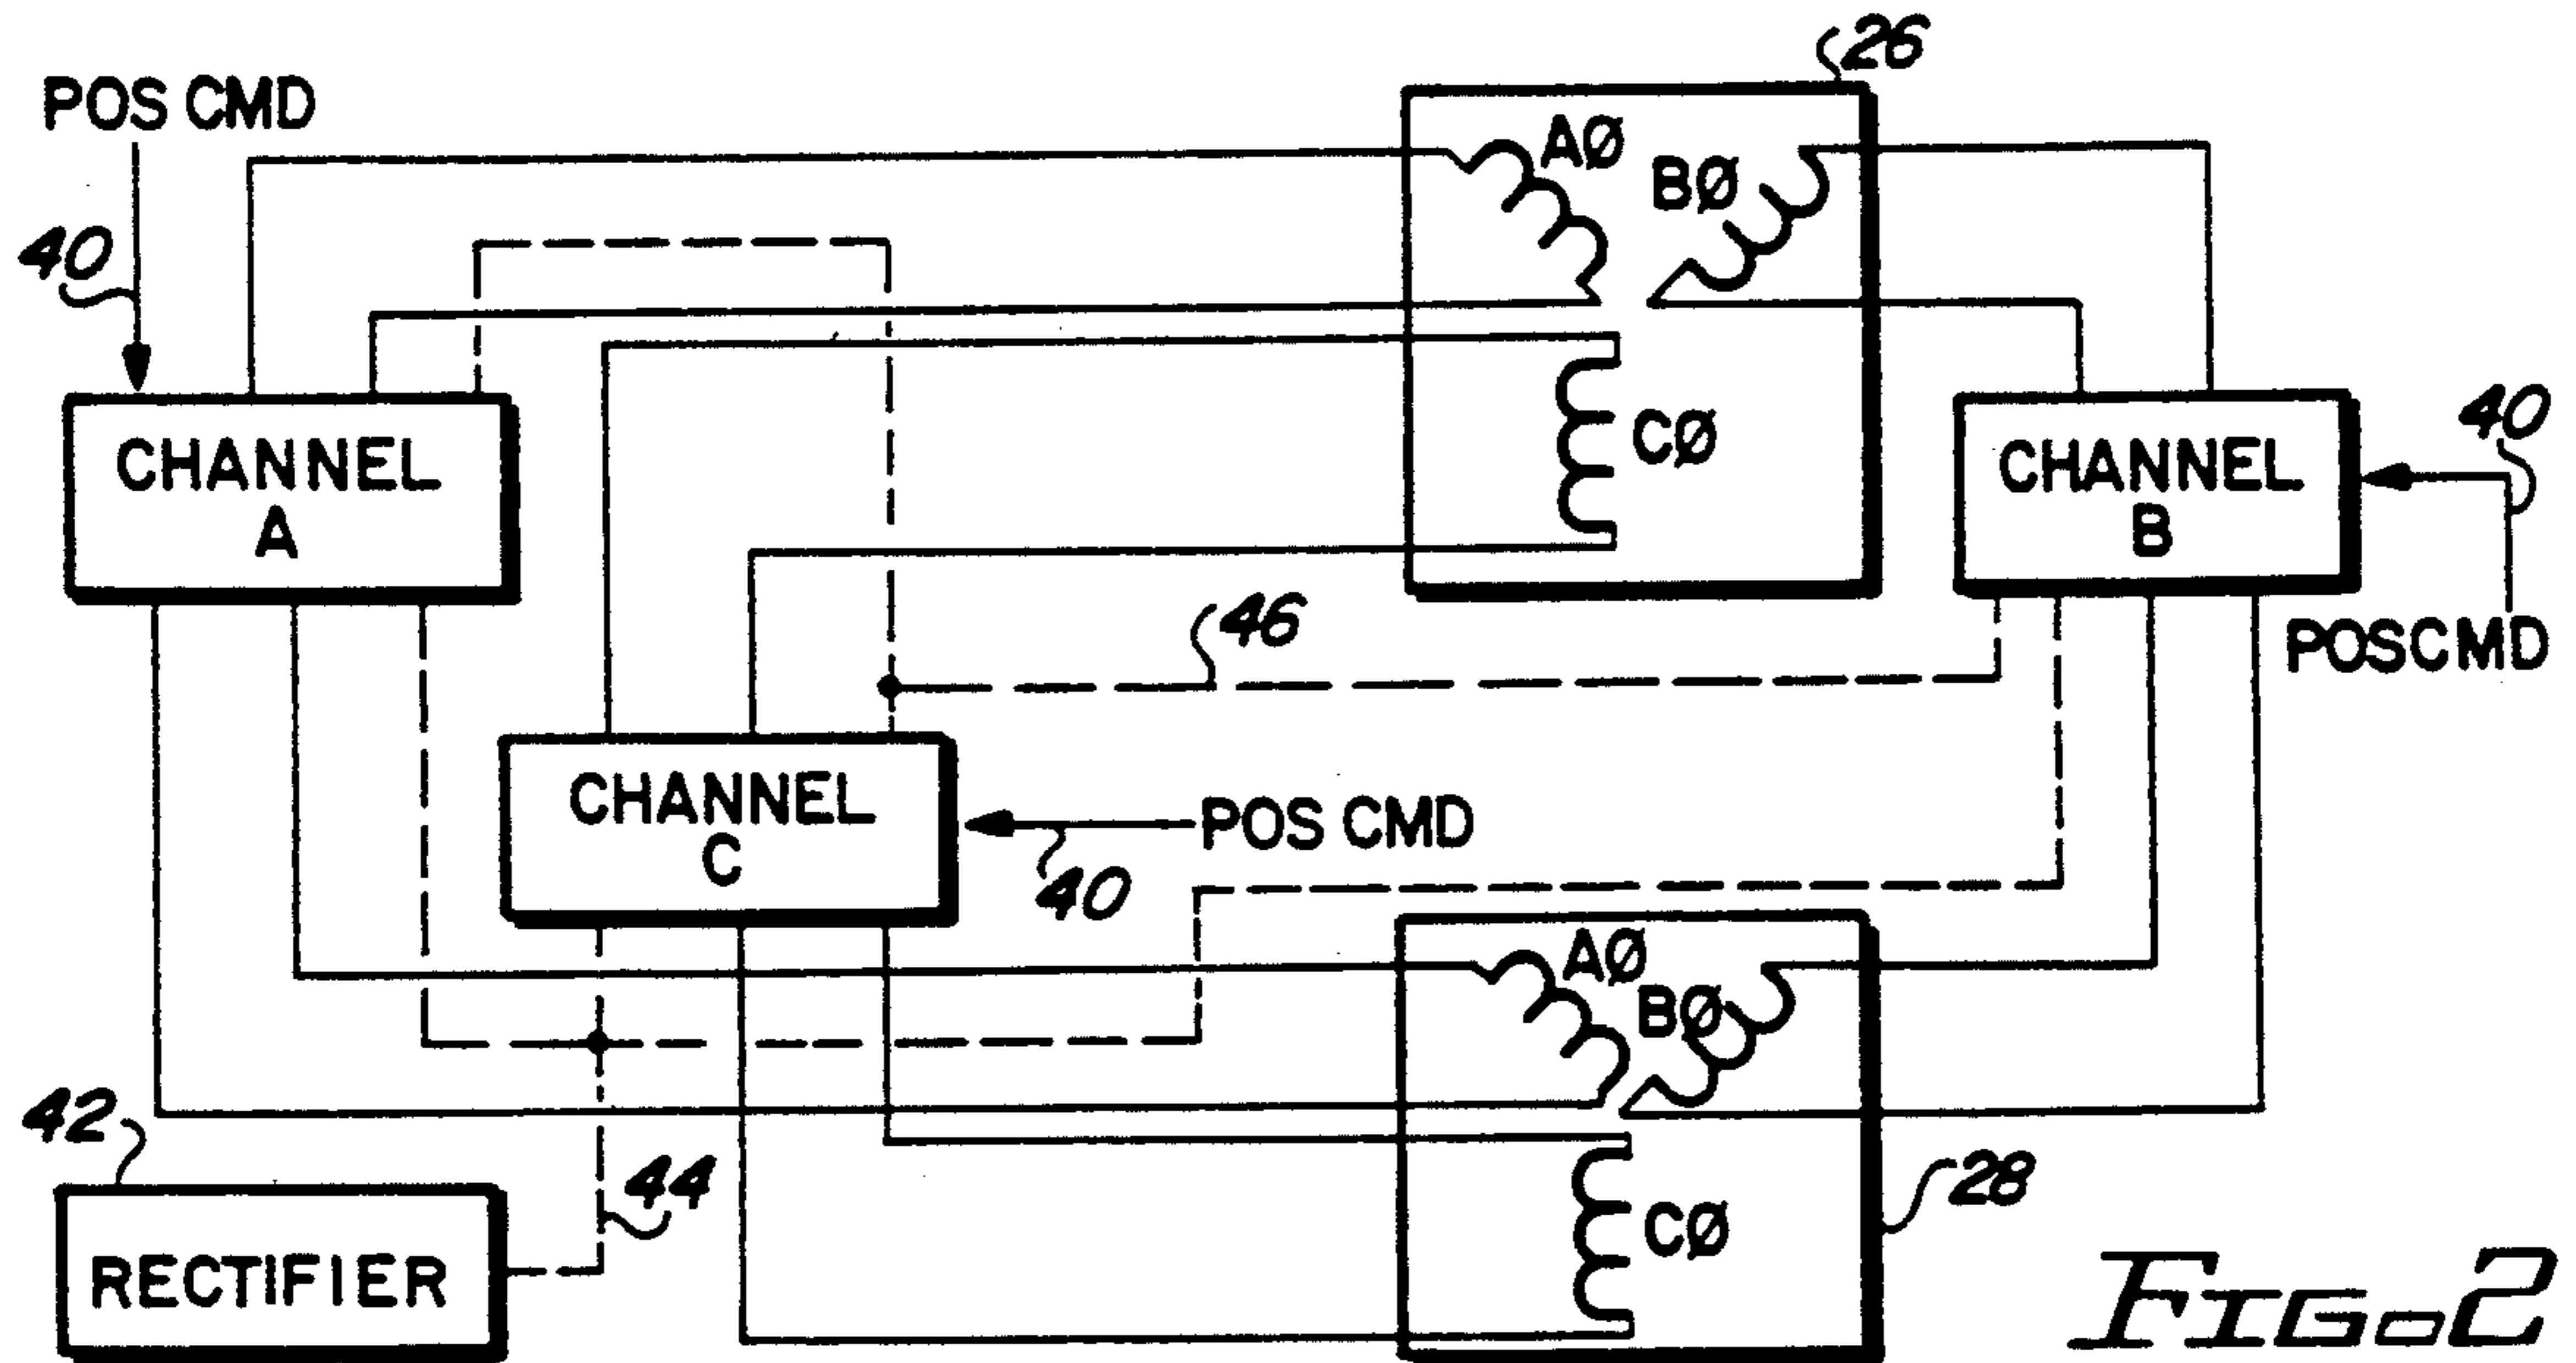 26
POS CMD
AØ
BØ
40
CØ
40
CHANNEL
A
CHANNEL
B
46
POSCMD
CHANNEL
C
POS CMD
40
AØ
BØ
42
44
28
CØ
RECTIFIER
FIG. 2